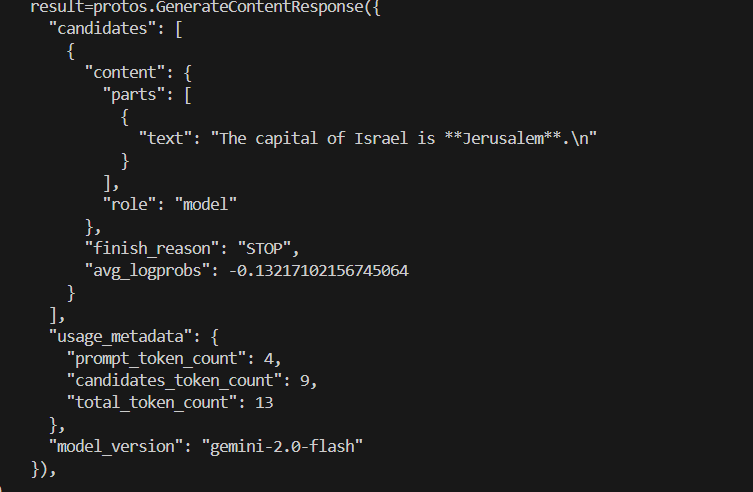 result=protos.GenerateContentResponse({
  "candidates": [
    {
      "content": {
        "parts": [
          {
            "text": "The capital of Israel is **Jerusalem**.\n"
          }
        ],
        "role": "model"
      },
      "finish_reason": "STOP",
      "avg_logprobs": -0.13217102156745064
    }
  ],
  "usage_metadata": {
    "prompt_token_count": 4,
    "candidates_token_count": 9,
    "total_token_count": 13
  },
  "model_version": "gemini-2.0-flash"
}),